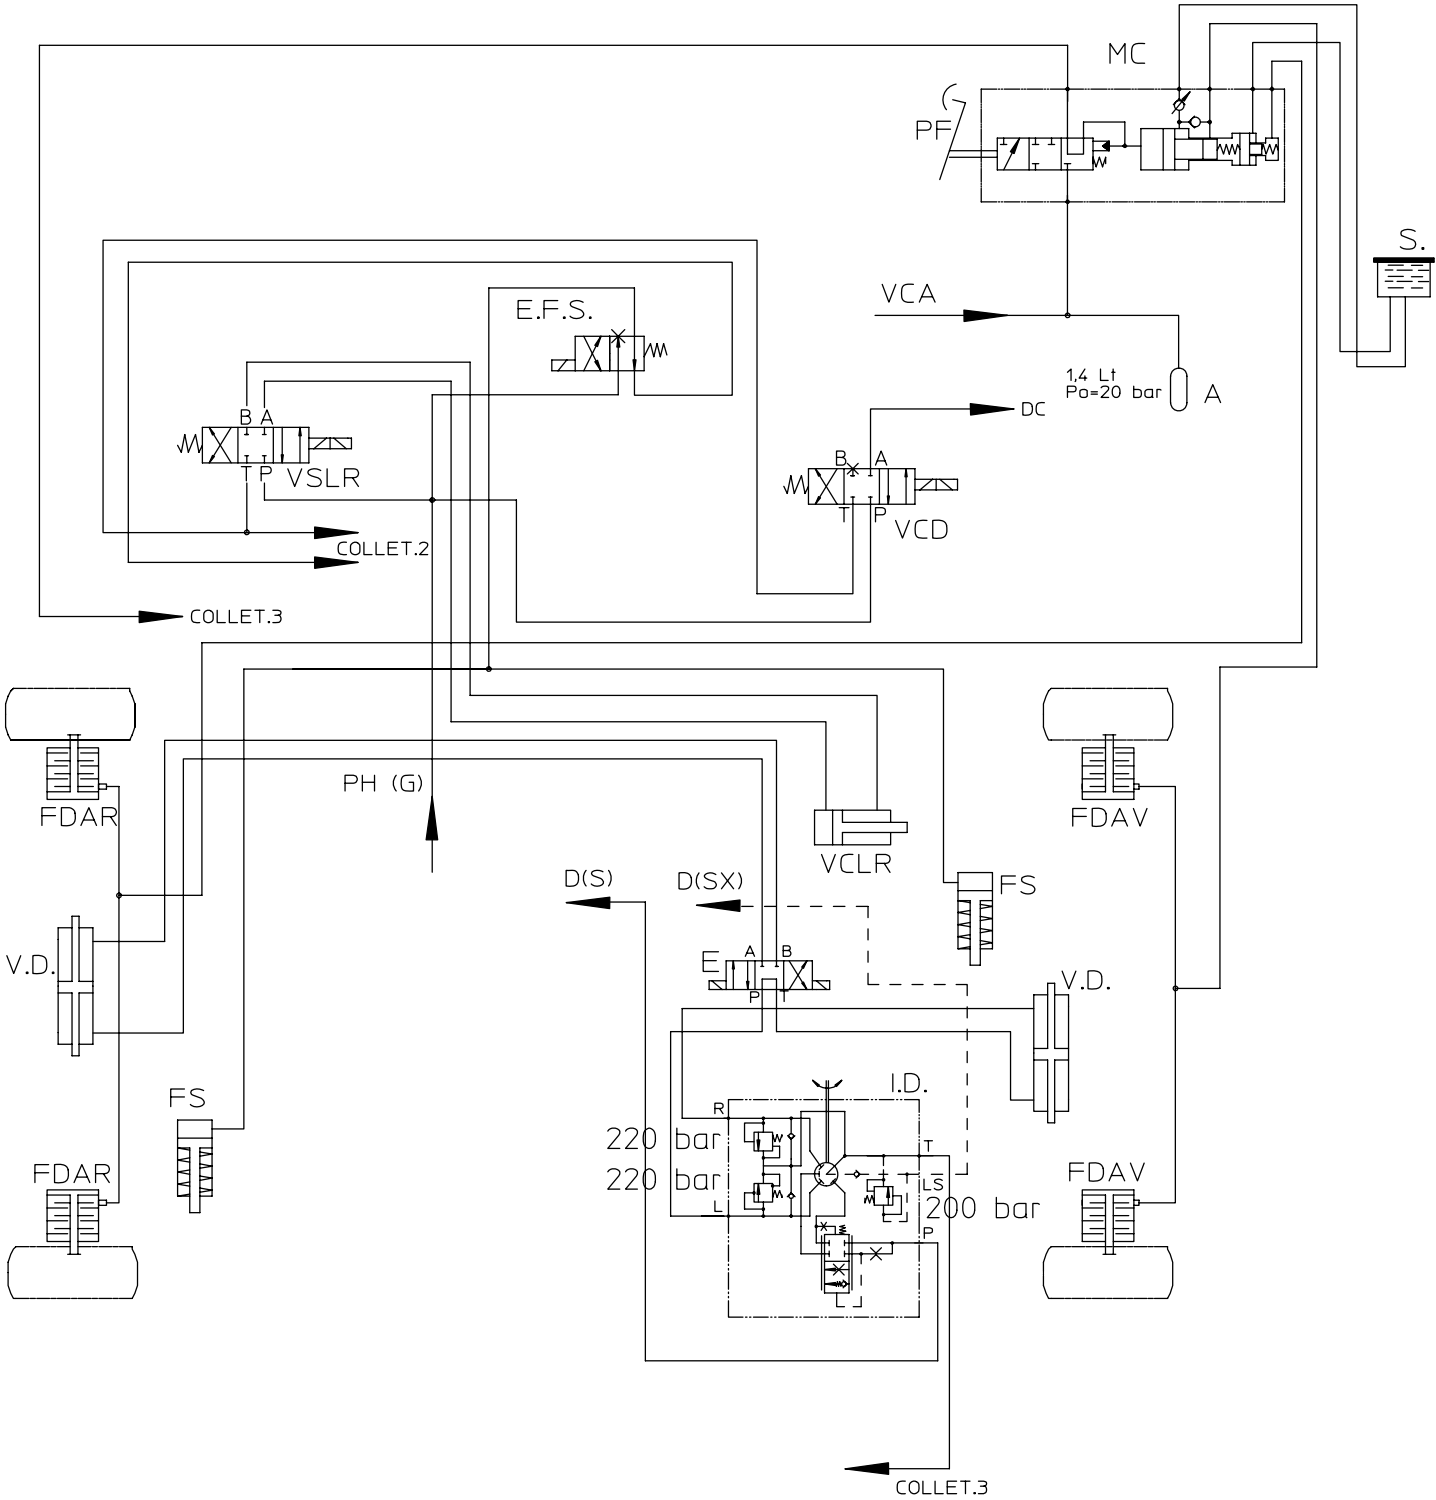 MC
PF
S.
VCA
E.F.S.
1,4 Lt
Po=20 bar
A
DC
B A
T P
VSLR
B A
T P
VCD
COLLET.2
COLLET.3
PH (G)
FDAR
FDAV
VCLR
D(S)
D(SX)
FS
E
A B
P T
V.D.
V.D.
I.D.
FS
R
220 bar
T
220 bar
LS
L
200 bar
P
FDAR
FDAV
COLLET.3